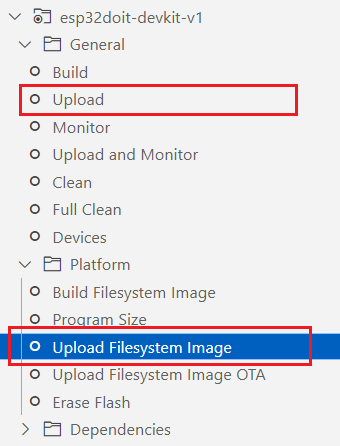 esp32doit-devkit-v1
General
Build
Upload
Monitor
Upload and Monitor
Clean
Full Clean
Devices
Platform
Build Filesystem Image
Program Size
Upload Filesystem Image
Upload Filesystem Image OTA
Erase Flash
Dependencies